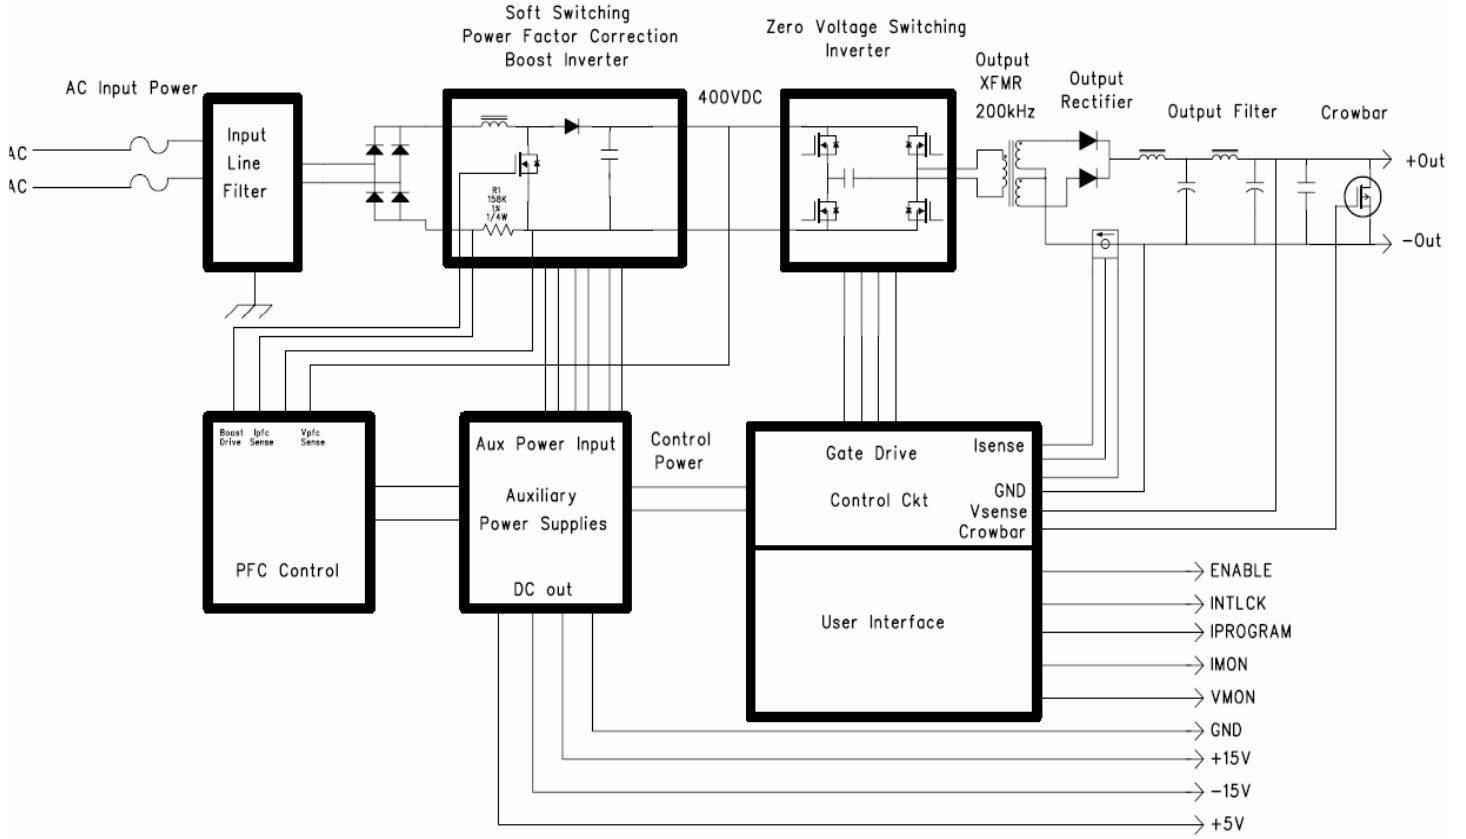 Soft Switching
Power Factor Correction
Boost Inverter
Zero Voltage Switching
Inverter
Output
XFMR
200kHz
Output
Rectifier
Output Filter
Crowbar
AC Input Power
400VDC
Input
Line
Filter
AC
AC
R1
158K
1%
1/4W
+Out
-Out
Boost
Drive
Ipfc
Sense
Vpfc
Sense
PFC Control
Aux Power Input
Auxiliary
Power Supplies
DC out
Control
Power
Gate Drive
Control Ckt
Isense
GND
Vsense
Crowbar
User Interface
ENABLE
INTLCK
IPROGRAM
IMON
VMON
GND
+15V
-15V
+5V